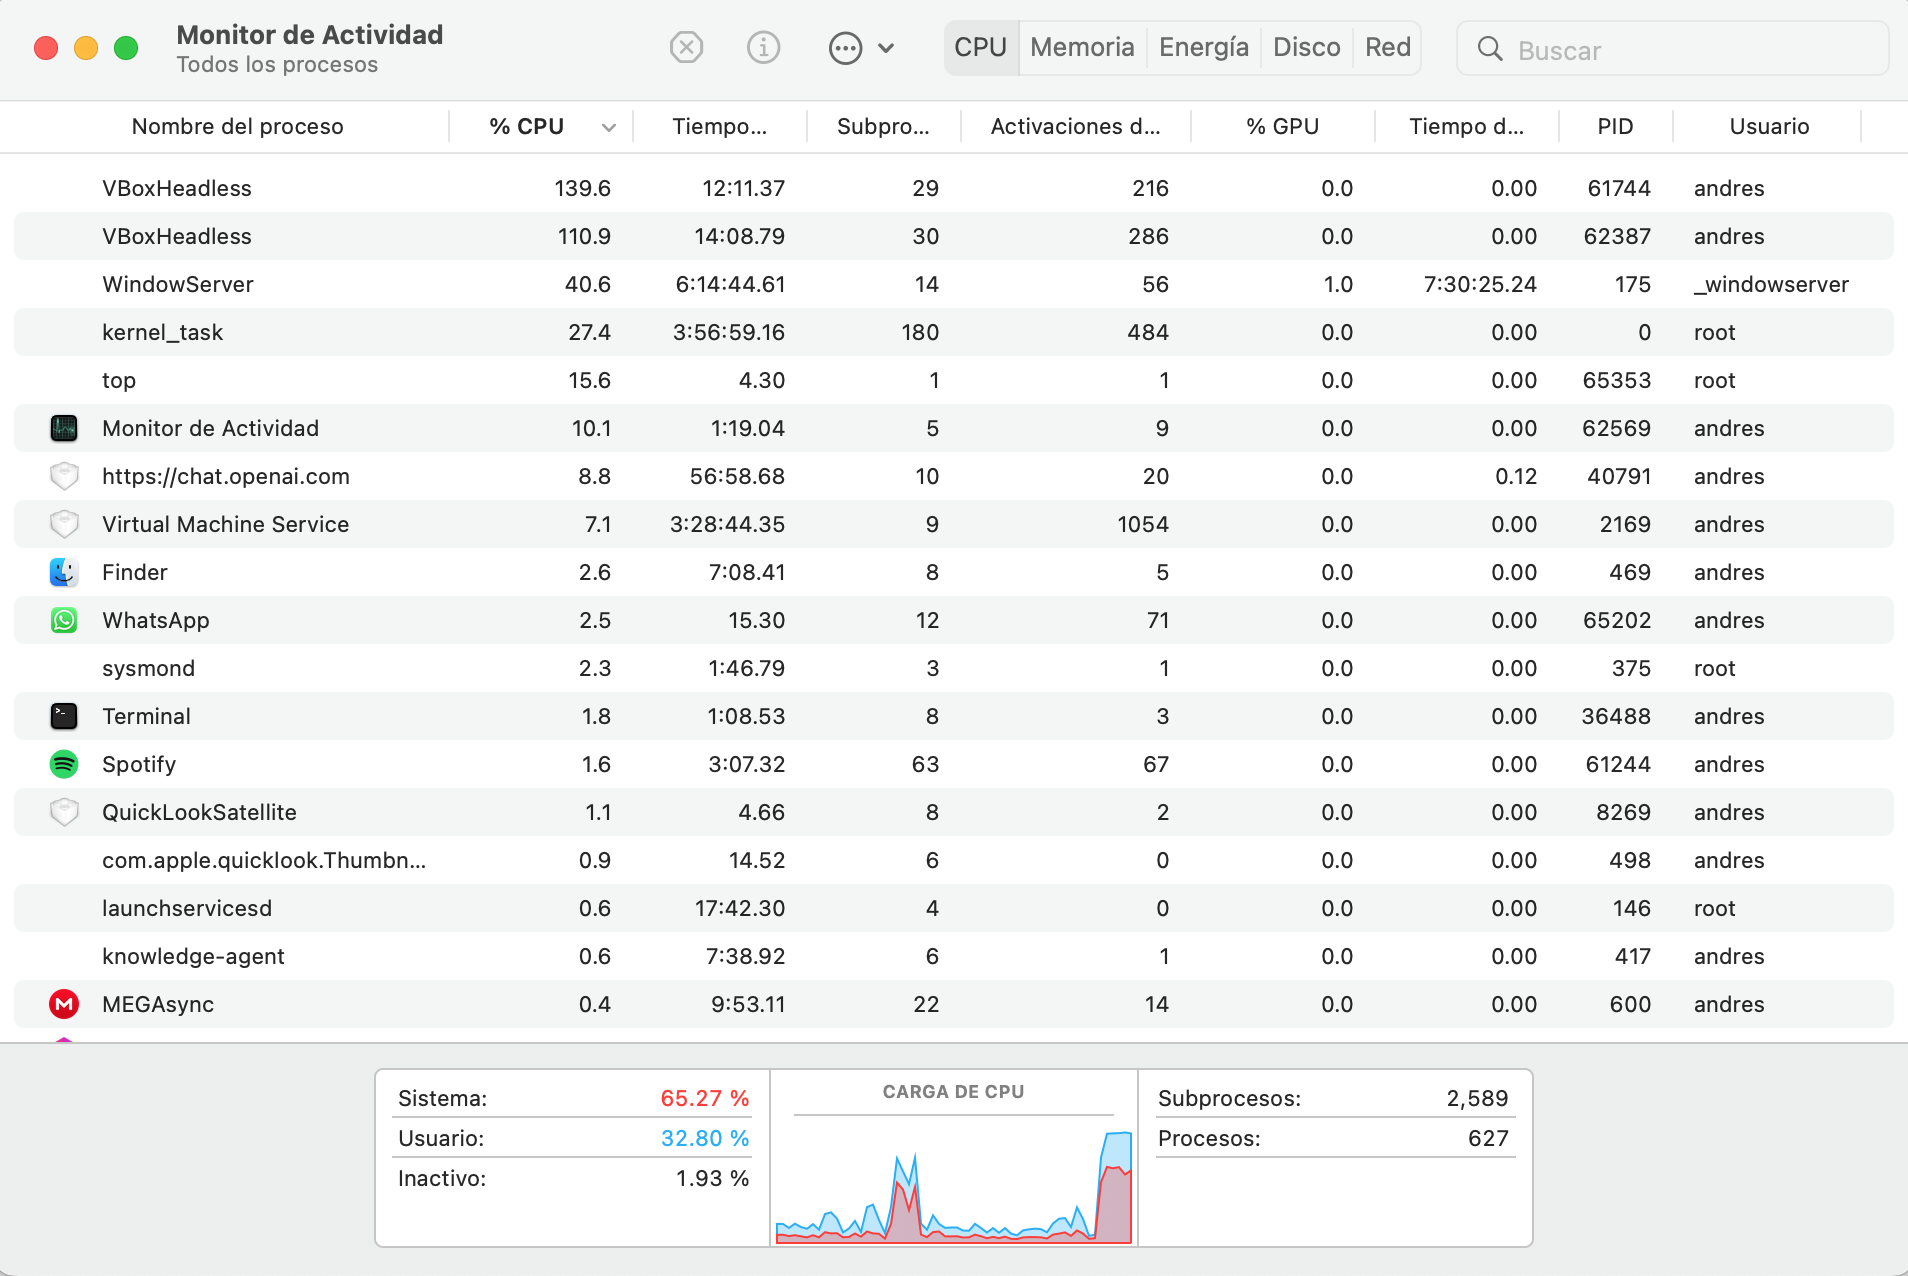 Monitor de Actividad
Todos los procesos
CPU Memoria Energía Disco Red Buscar
Nombre del proceso % CPU Tiempo... Subpro... Activaciones d... % GPU Tiempo d... PID Usuario
VBoxHeadless 139.6 12:11.37 29 216 0.0 0.00 61744 andres
VBoxHeadless 110.9 14:08.79 30 286 0.0 0.00 62387 andres
WindowServer 40.6 6:14:44.61 14 56 1.0 7:30:25.24 175 _windowserver
kernel_task 27.4 3:56:59.16 180 484 0.0 0.00 0 root
top 15.6 4.30 1 1 0.0 0.00 65353 root
Monitor de Actividad 10.1 1:19.04 5 9 0.0 0.00 62569 andres
https://chat.openai.com 8.8 56:58.68 10 20 0.0 0.12 40791 andres
Virtual Machine Service 7.1 3:28:44.35 9 1054 0.0 0.00 2169 andres
Finder 2.6 7:08.41 8 5 0.0 0.00 469 andres
WhatsApp 2.5 15.30 12 71 0.0 0.00 65202 andres
sysmond 2.3 1:46.79 3 1 0.0 0.00 375 root
Terminal 1.8 1:08.53 8 3 0.0 0.00 36488 andres
Spotify 1.6 3:07.32 63 67 0.0 0.00 61244 andres
QuickLookSatellite 1.1 4.66 8 2 0.0 0.00 8269 andres
com.apple.quicklook.Thumbn... 0.9 14.52 6 0 0.0 0.00 498 andres
launchservicesd 0.6 17:42.30 4 0 0.0 0.00 146 root
knowledge-agent 0.6 7:38.92 6 1 0.0 0.00 417 andres
MEGAsync 0.4 9:53.11 22 14 0.0 0.00 600 andres
Sistema: 65.27 %
Usuario: 32.80 %
Inactivo: 1.93 %
CARGA DE CPU
Subprocesos: 2,589
Procesos: 627